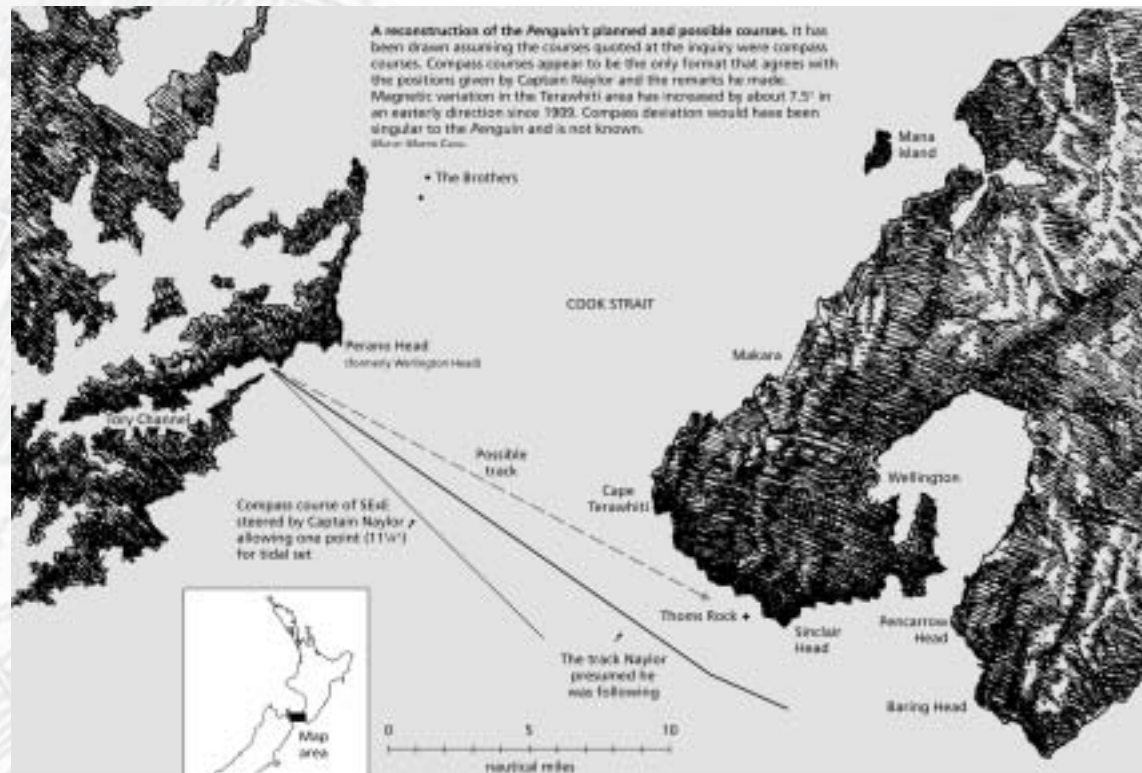 A reconstruction of the Penguin's planned and possible courses. It has
been drawn assuming the courses quoted at the inquiry were compass
courses. Compass courses appear to be the only format that agrees with
the positions given by Captain Naylor and the remarks he made.
Magnetic variation in the Terawhiti area has increased by about 7.5° in
an easterly direction since 1909. Compass deviation would have been
singular to the Penguin and is not known.
The Brothers
Mana
Island
COOK STRAIT
Perano Head
(formerly Wellington Head)
Makara
Tory Channel
Possible
track
Cape
Terawhiti
Wellington
Compass course of SExE
steered by Captain Naylor
allowing one point (11¼°)
for tidal set
Thoms Rock +
Sinclair
Head
Pencarrow
Head
The track Naylor
presumed he
was following
Baring Head
Map
area
0 5 10
nautical miles